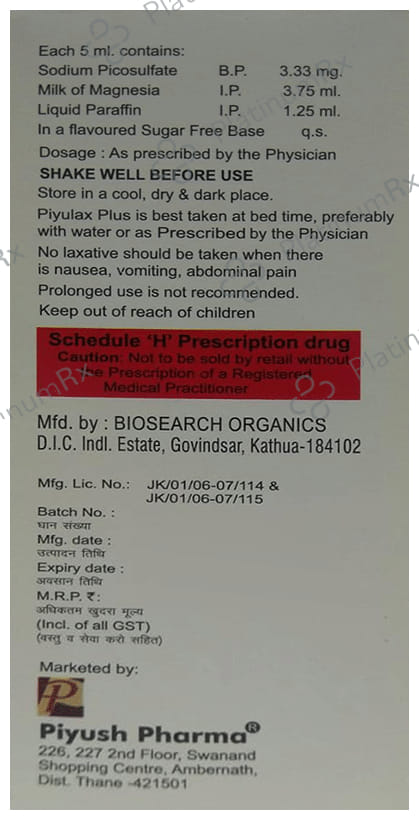 Each 5 ml. contains:
Sodium Picosulfate B.P. 3.33 mg.
Milk of Magnesia I.P. 3.75 ml.
Liquid Paraffin I.P. 1.25 ml.
In a flavoured Sugar Free Base q.s.
Dosage : As prescribed by the Physician
SHAKE WELL BEFORE USE
Store in a cool, dry & dark place.
Piyulax Plus is best taken at bed time, preferably
with water or as Prescribed by the Physician
No laxative should be taken when there
is nausea, vomiting, abdominal pain
Prolonged use is not recommended.
Keep out of reach of children
Schedule 'H' Prescription drug
Caution: Not to be sold by retail without
the Prescription of a Registered
Medical Practitioner
Mfd. by : BIOSEARCH ORGANICS
D.I.C. Indl. Estate, Govindsar, Kathua-184102
Mfg. Lic. No.: JK/01/06-07/114 &
JK/01/06-07/115
Batch No. :
घान संख्या
Mfg. date :
उत्पादन तिथि
Expiry date :
अवसान तिथि
M.R.P. ₹:
अधिकतम खुदरा मूल्य
(Incl. of all GST)
(वस्तु व सेवा करो सहित)
Marketed by:
Piyush Pharma®
226, 227 2nd Floor, Swanand
Shopping Centre, Ambernath,
Dist. Thane -421501
PlatinumRx